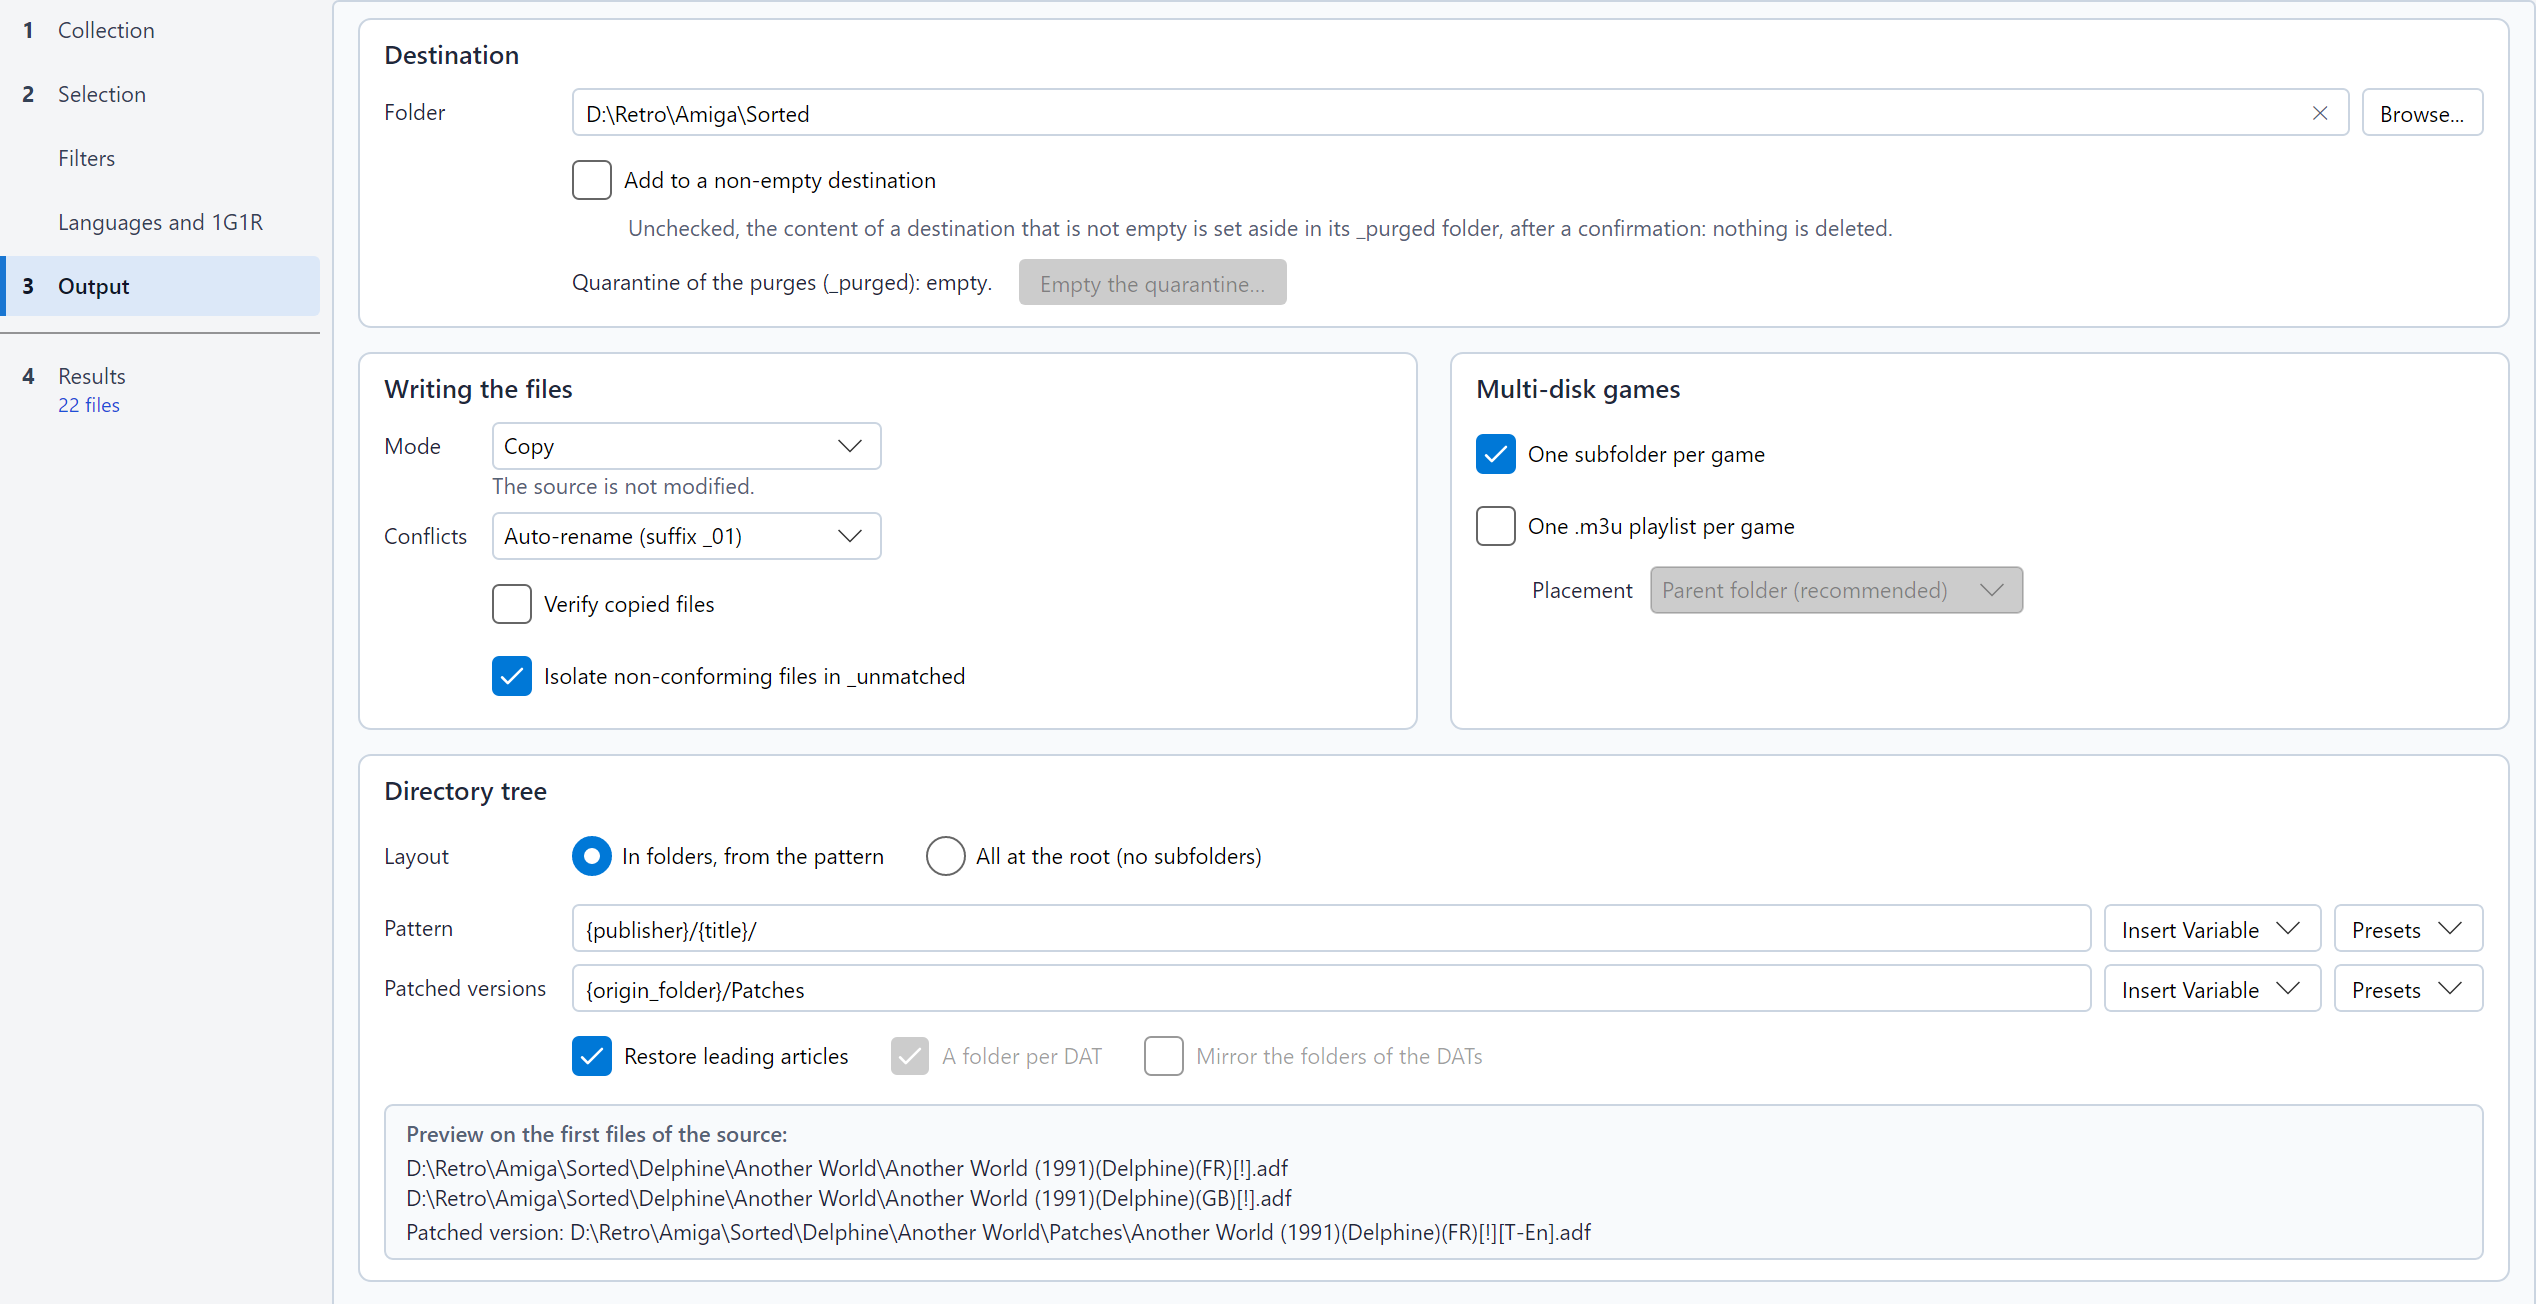 1 Collection
2 Selection
Filters
Languages and 1G1R
3 Output
4 Results
22 files
Destination
Folder D:\Retro\Amiga\Sorted Browse...
Add to a non-empty destination
Unchecked, the content of a destination that is not empty is set aside in its _purged folder, after a confirmation: nothing is deleted.
Quarantine of the purges (_purged): empty. Empty the quarantine...
Writing the files
Mode Copy
The source is not modified.
Conflicts Auto-rename (suffix _01)
Verify copied files
Isolate non-conforming files in _unmatched
Multi-disk games
One subfolder per game
One .m3u playlist per game
Placement Parent folder (recommended)
Directory tree
Layout In folders, from the pattern All at the root (no subfolders)
Pattern {publisher}/{title}/ Insert Variable Presets
Patched versions {origin_folder}/Patches Insert Variable Presets
Restore leading articles A folder per DAT Mirror the folders of the DATs
Preview on the first files of the source:
D:\Retro\Amiga\Sorted\Delphine\Another World\Another World (1991)(Delphine)(FR)[!].adf
D:\Retro\Amiga\Sorted\Delphine\Another World\Another World (1991)(Delphine)(GB)[!].adf
Patched version: D:\Retro\Amiga\Sorted\Delphine\Another World\Patches\Another World (1991)(Delphine)(FR)[!][T-En].adf